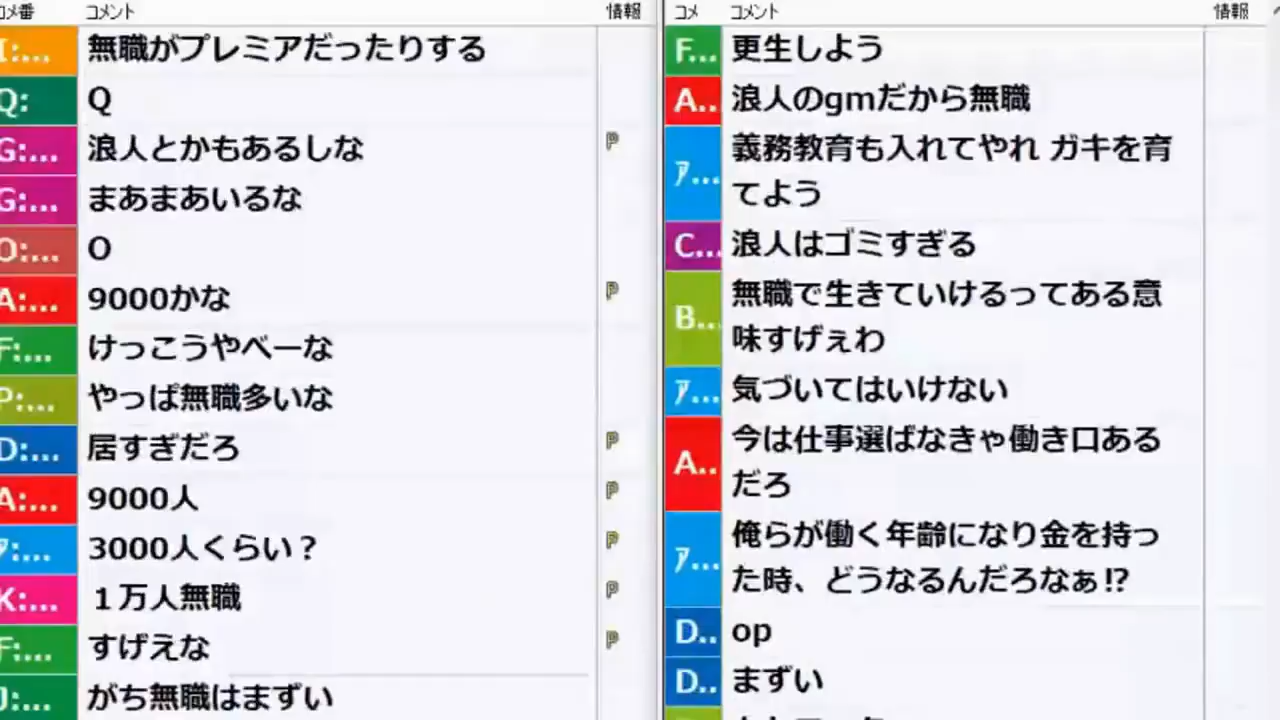 コメ番 コメント 情報
I:... 無職がプレミアだったりする
Q: Q
G:... 浪人とかもあるしな P
G:... まあまあいるな
O:... O
A:... 9000かな P
F:... けっこうやべーな
P:... やっぱ無職多いな
D:... 居すぎだろ P
A:... 9000人 P
ｱ:... 3000人くらい？ P
K:... １万人無職 P
F:... すげえな P
J:... がち無職はまずい
コメ コメント 情報
F... 更生しよう
A.. 浪人のgmだから無職
ｱ... 義務教育も入れてやれ ガキを育
てよう
C... 浪人はゴミすぎる
B... 無職で生きていけるってある意
味すげぇわ
ｱ... 気づいてはいけない
A.. 今は仕事選ばなきゃ働き口ある
だろ
ｱ... 俺らが働く年齢になり金を持っ
た時、どうなるんだろなぁ⁉
D.. op
D.. まずい